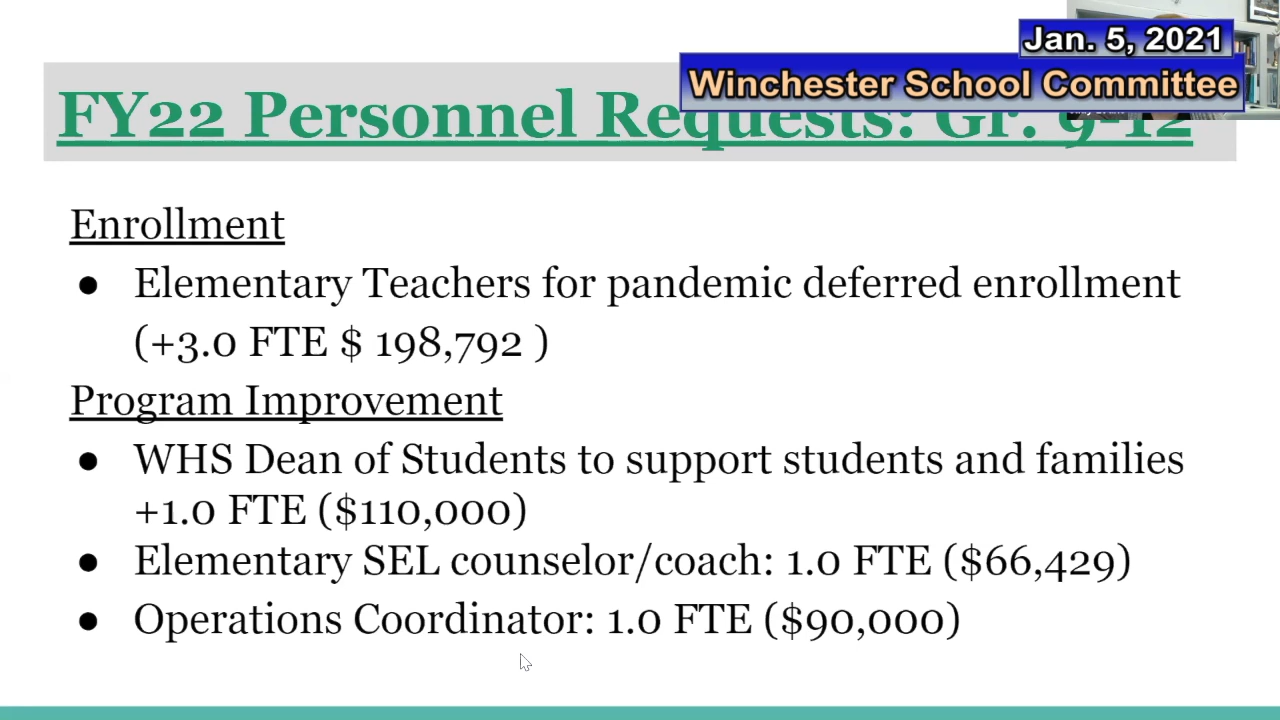 Jan. 5, 2021
Winchester School Committee
FY22 Personnel Requests: Gr. 9-12
Enrollment
● Elementary Teachers for pandemic deferred enrollment
(+3.0 FTE $ 198,792 )
Program Improvement
● WHS Dean of Students to support students and families
+1.0 FTE ($110,000)
● Elementary SEL counselor/coach: 1.0 FTE ($66,429)
● Operations Coordinator: 1.0 FTE ($90,000)